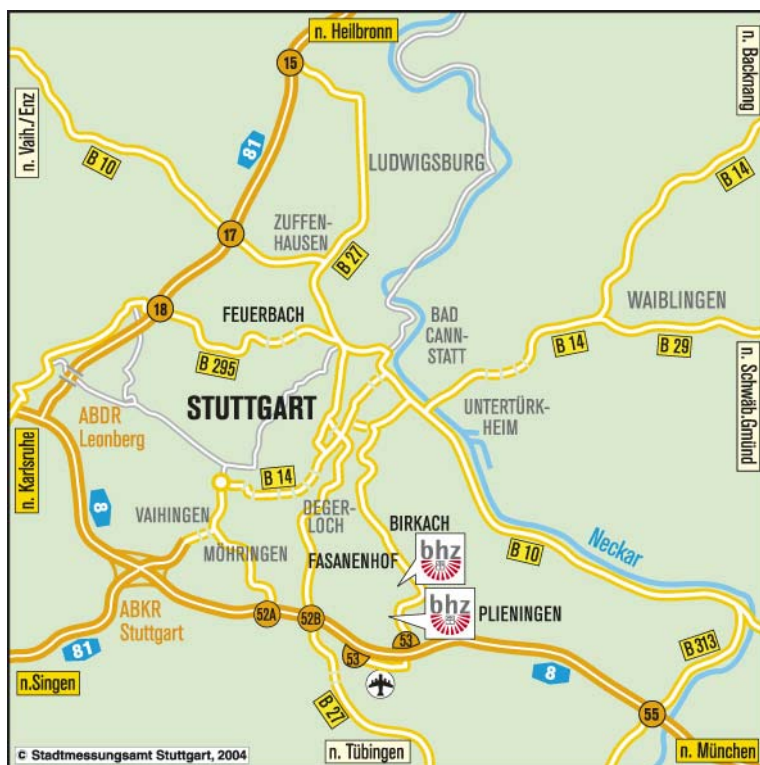 n. Heilbronn
15
n. Backnang
n. Vaih./ Enz
81
B 10
LUDWIGSBURG
B 14
17
ZUFFEN-
HAUSEN
B 27
18
FEUERBACH
BAD
CANN-
STATT
WAIBLINGEN
B 295
B 14
B 29
STUTTGART
ABDR
Leonberg
UNTERTÜRK-
HEIM
n. Schwäb.Gmünd
n. Karlsruhe
B 14
8
VAIHINGEN
DEGER-
LOCH
BIRKACH
MÖHRINGEN
FASANENHOF
bhz
B 10
Neckar
ABKR
Stuttgart
52A
52B
bhz
PLIENINGEN
53
53
81
n.Singen
8
B 313
B 27
55
© Stadtmessungsamt Stuttgart, 2004
n. Tübingen
n. München